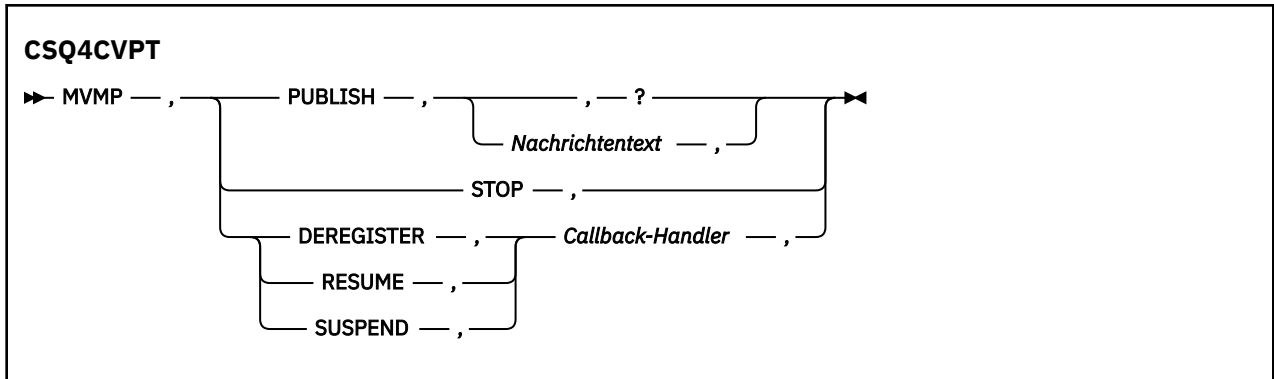 CSQ4CVPT
MVMP , PUBLISH , , ?
Nachrichtentext ,
STOP ,
DEREGISTER , Callback-Handler ,
RESUME ,
SUSPEND ,